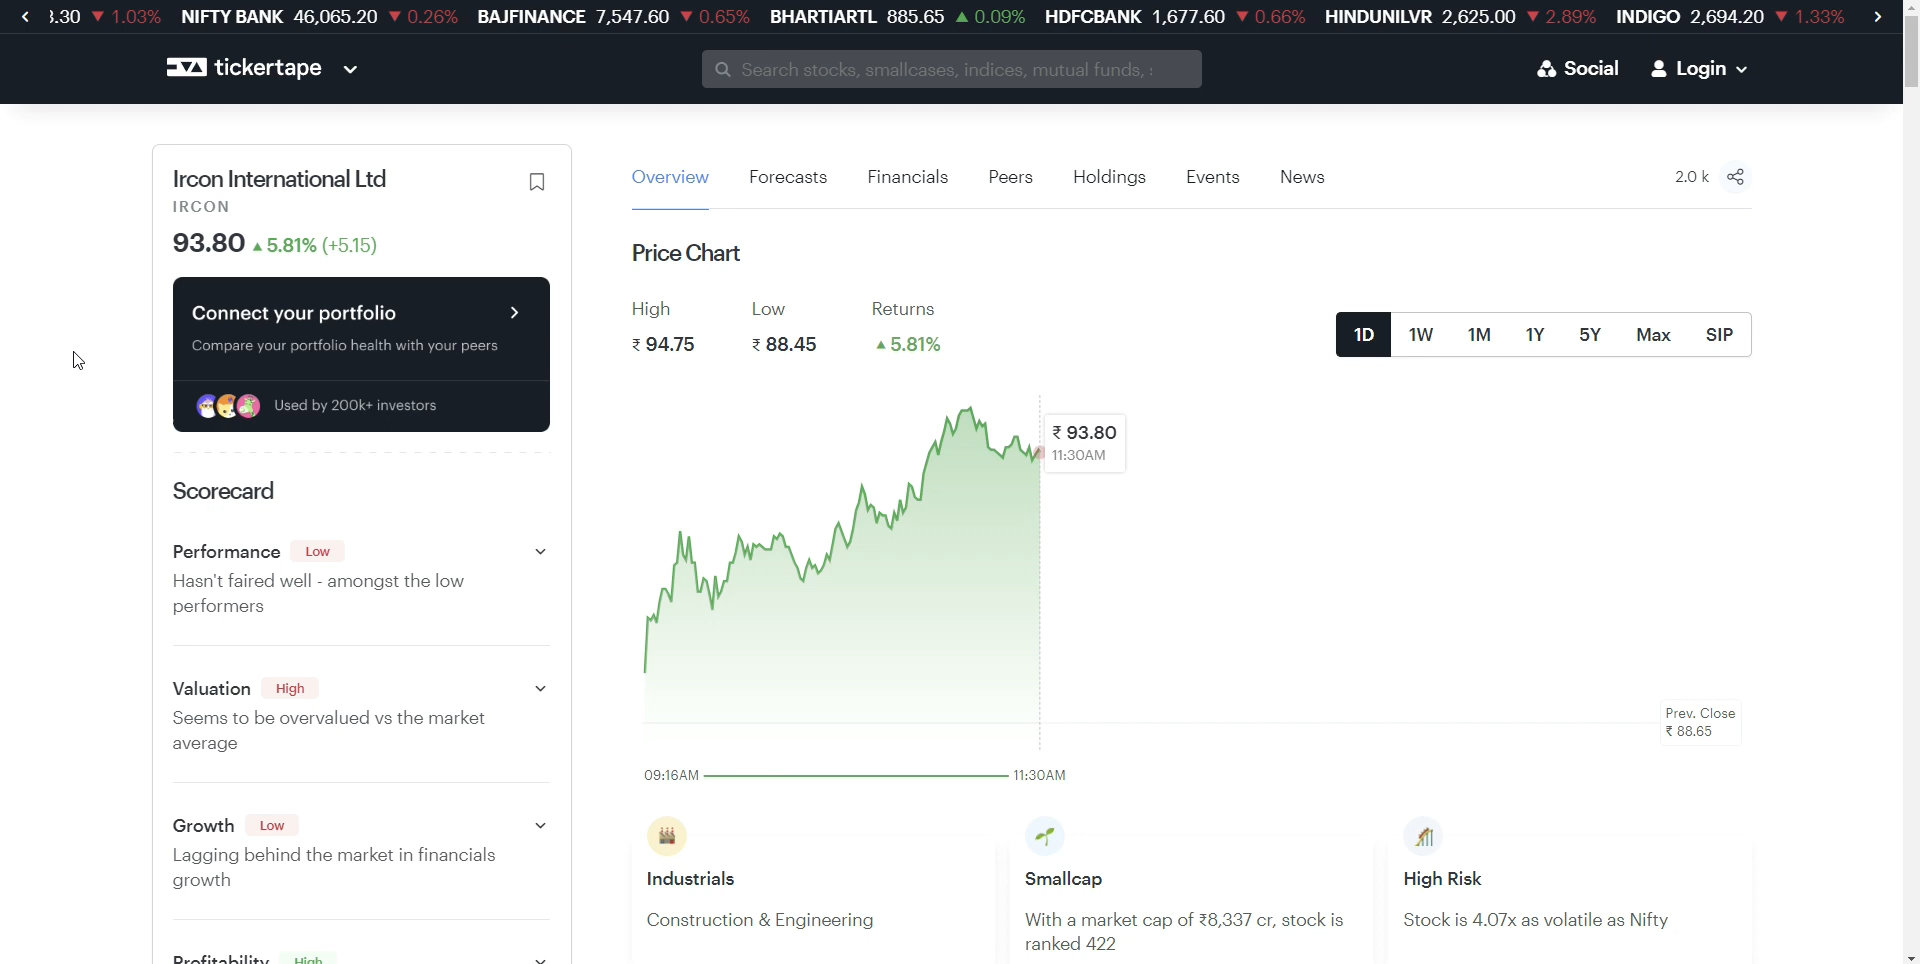 3.30 ▼ 1.03% NIFTY BANK 46,065.20 ▼ 0.26% BAJFINANCE 7,547.60 ▼ 0.65% BHARTIARTL 885.65 ▲ 0.09% HDFCBANK 1,677.60 ▼ 0.66% HINDUNILVR 2,625.00 ▼ 2.89% INDIGO 2,694.20 ▼ 1.33%
tickertape
Search stocks, smallcases, indices, mutual funds,
Social
Login
Ircon International Ltd
IRCON
93.80 ▲ 5.81% (+5.15)
Connect your portfolio
Compare your portfolio health with your peers
Used by 200k+ investors
Scorecard
Performance Low
Hasn't faired well - amongst the low
performers
Valuation High
Seems to be overvalued vs the market
average
Growth Low
Lagging behind the market in financials
growth
Profitability High
Overview Forecasts Financials Peers Holdings Events News
2.0 k
Price Chart
High Low Returns
₹ 94.75 ₹ 88.45 ▲ 5.81%
1D 1W 1M 1Y 5Y Max SIP
₹ 93.80
11:30AM
Prev. Close
₹ 88.65
09:16AM 11:30AM
Industrials
Construction & Engineering
Smallcap
With a market cap of ₹8,337 cr, stock is
ranked 422
High Risk
Stock is 4.07x as volatile as Nifty